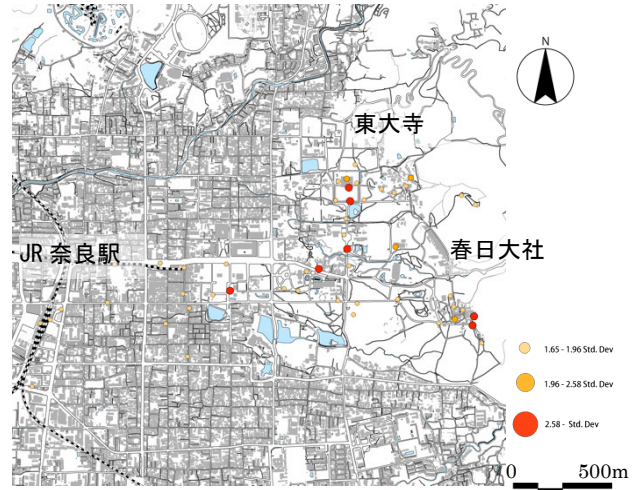 N
東大寺
JR 奈良駅
春日大社
1.65 - 1.96 Std. Dev
1.96 - 2.58 Std. Dev
2.58 - Std. Dev
0 500m